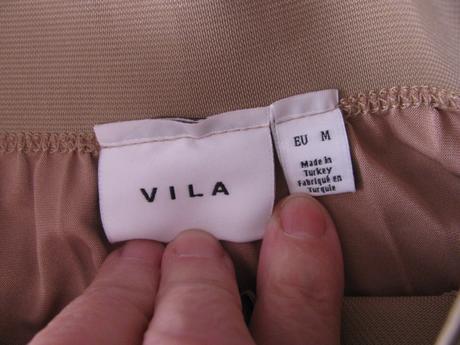 VILA
EU M
Made in
Turkey
Fabriqué en
Turquie